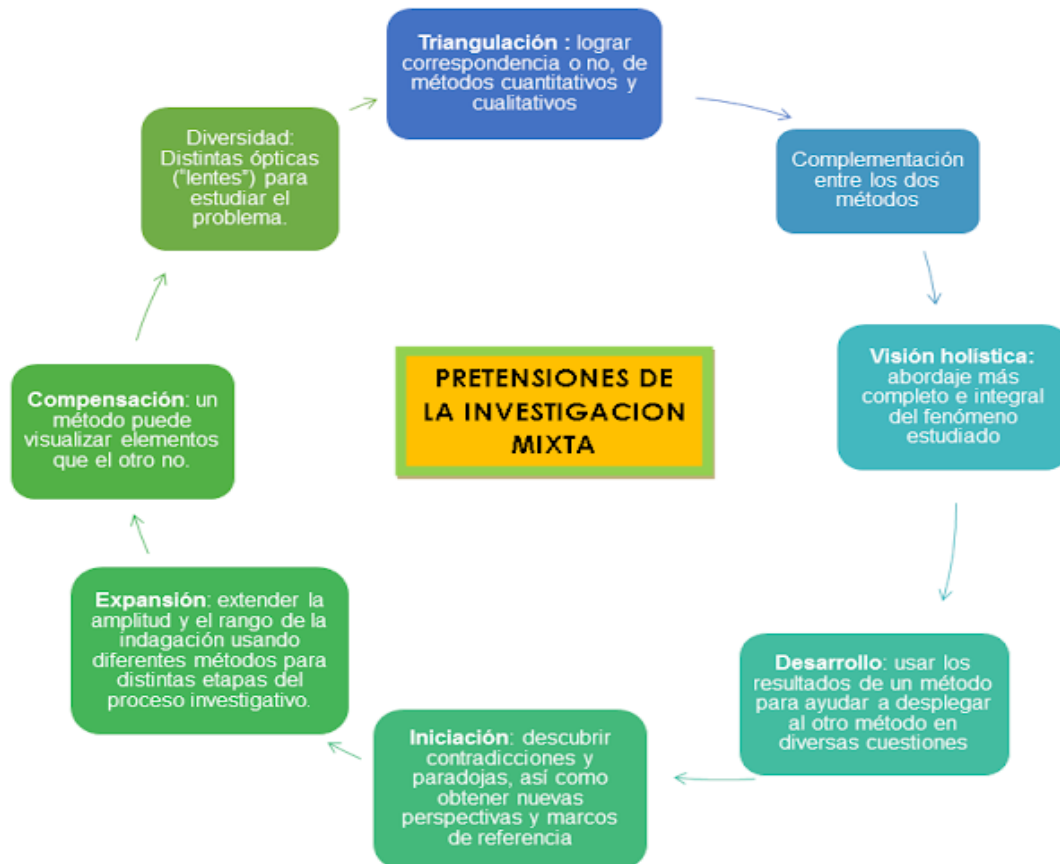 Triangulación : lograr
correspondencia o no, de
métodos cuantitativos y
cualitativos
Complementación
entre los dos
métodos
Visión holística:
abordaje más
completo e integral
del fenómeno
estudiado
Desarrollo: usar los
resultados de un método
para ayudar a desplegar
al otro método en
diversas cuestiones
Iniciación: descubrir
contradicciones y
paradojas, así como
obtener nuevas
perspectivas y marcos
de referencia
Expansión: extender la
amplitud y el rango de la
indagación usando
diferentes métodos para
distintas etapas del
proceso investigativo.
Compensación: un
método puede
visualizar elementos
que el otro no.
Diversidad:
Distintas ópticas
("lentes") para
estudiar el
problema.
PRETENSIONES DE
LA INVESTIGACION
MIXTA